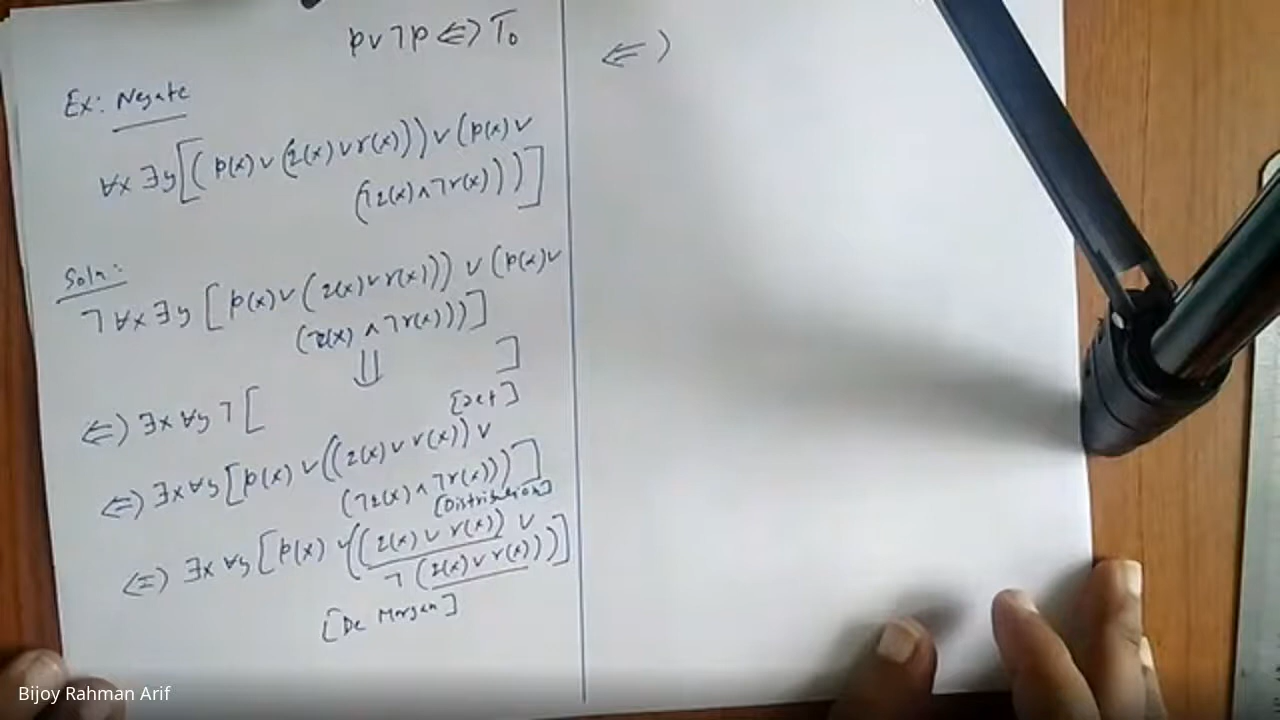 p∨¬p ⇔ T₀
Ex: Negate
∀x ∃y[(p(x)∨(q(x)∨r(x)))∨(p(x)∨
(¬q(x)∧¬r(x)))]
Soln:
¬∀x ∃y [p(x)∨(q(x)∨r(x))) ∨ (p(x)∨
(¬q(x) ∧¬r(x)))]
⇓
⇔) ∃x ∀y ¬ [ ]
⇔) ∃x ∀y [p(x) ∨((q(x) ∨ r(x)) ∨
(¬q(x) ∧ ¬r(x)))]
[Distribution]
⇔) ∃x ∀y [p(x) ∨((q(x) ∨ r(x)) ∨
¬ (q(x) ∨ r(x)))]
[De Morgan]
⇔)
Bijoy Rahman Arif